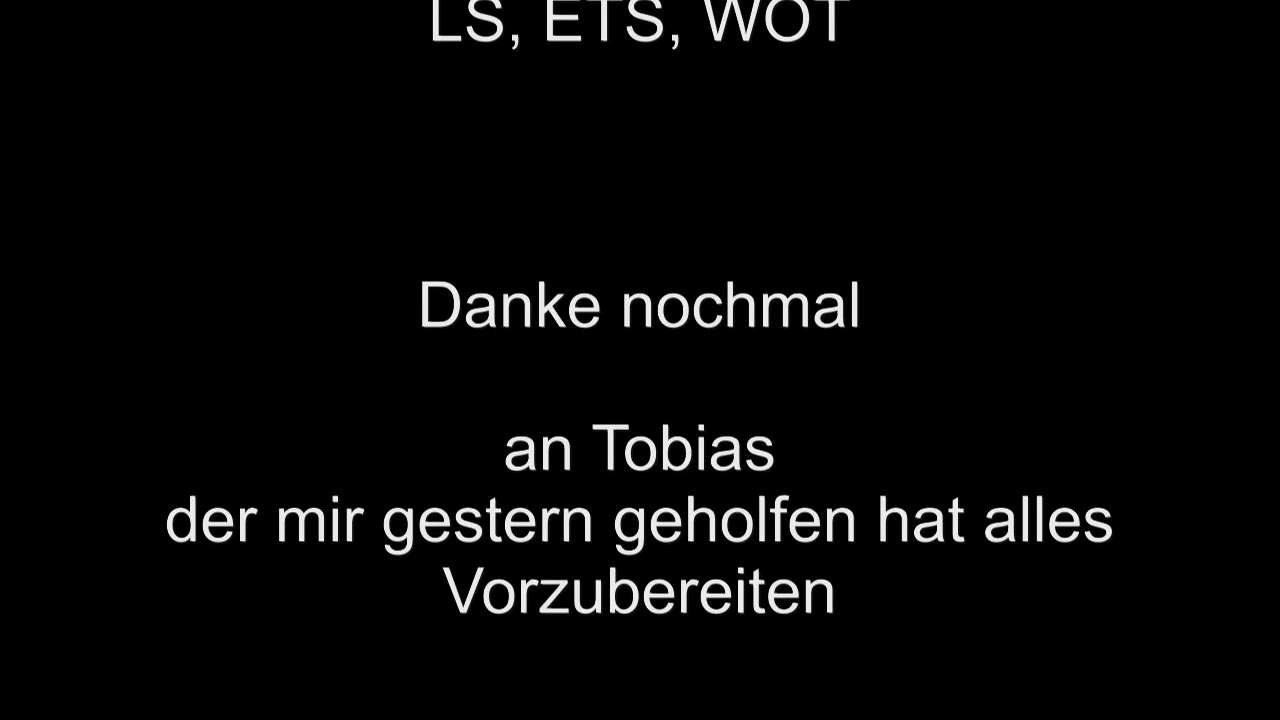 LS, ETS, WOT
Danke nochmal
an Tobias
der mir gestern geholfen hat alles
Vorzubereiten